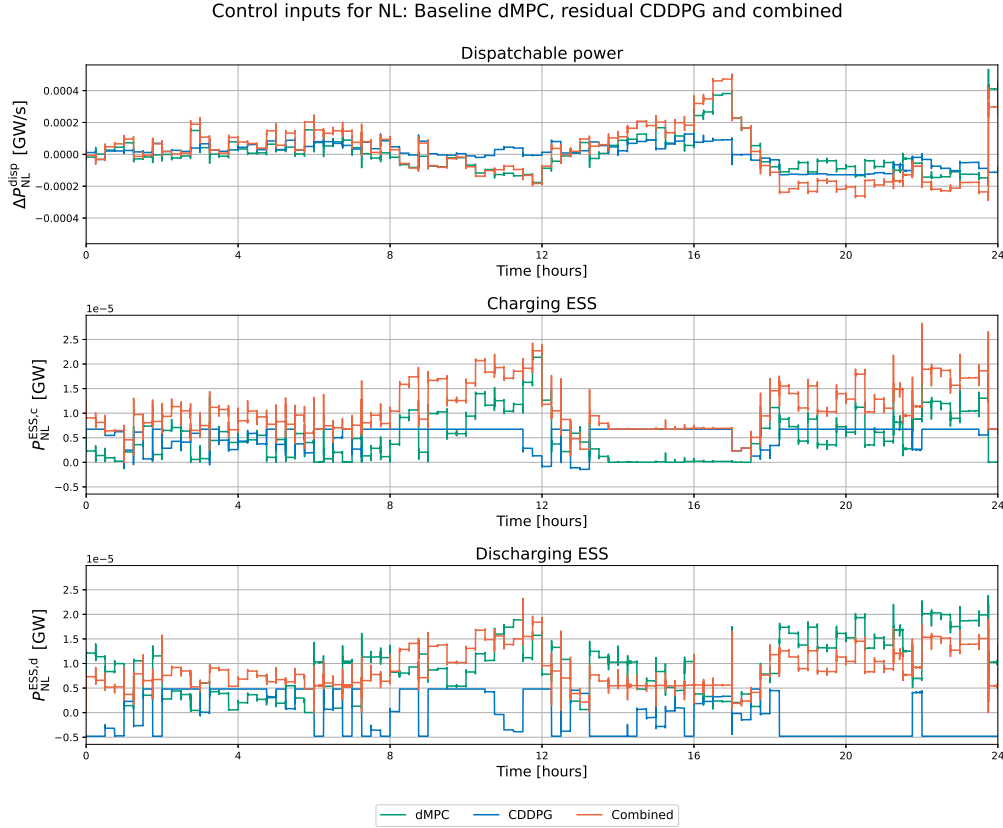 Control inputs for NL: Baseline dMPC, residual CDDPG and combined
Dispatchable power
ΔP_NL^disp [GW/s]
0.0004
0.0002
0.0000
−0.0002
−0.0004
0 4 8 12 16 20 24
Time [hours]
Charging ESS
1e−5
P_NL^ESS,c [GW]
2.5
2.0
1.5
1.0
0.5
0.0
−0.5
0 4 8 12 16 20 24
Time [hours]
Discharging ESS
1e−5
P_NL^ESS,d [GW]
2.5
2.0
1.5
1.0
0.5
0.0
−0.5
0 4 8 12 16 20 24
Time [hours]
dMPC CDDPG Combined